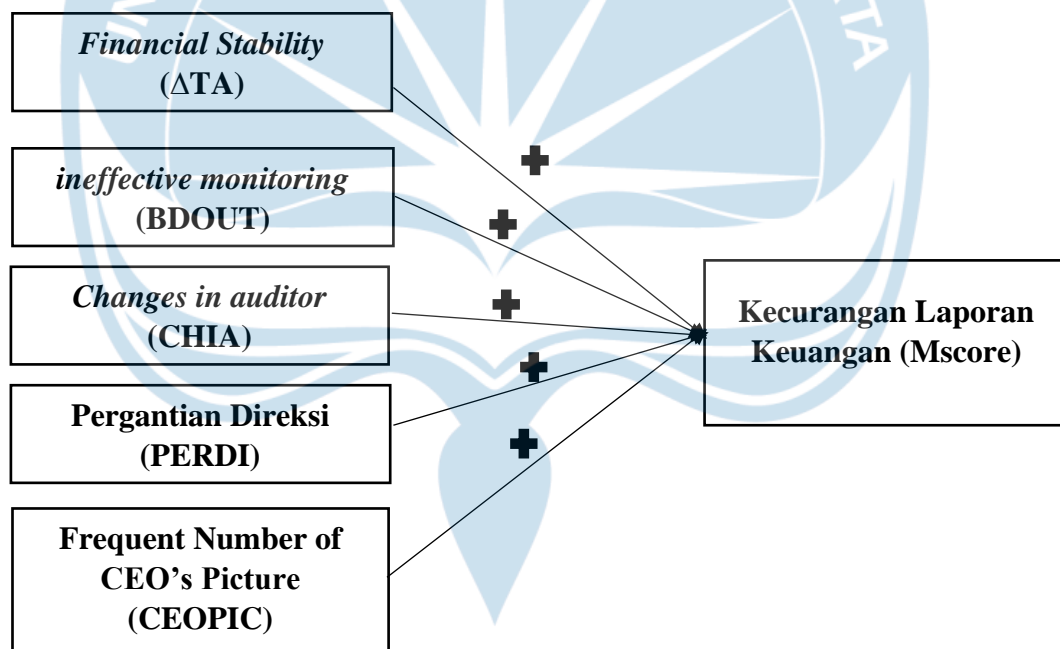 Financial Stability
(ΔTA)
ineffective monitoring
(BDOUT)
Changes in auditor
(CHIA)
Pergantian Direksi
(PERDI)
Frequent Number of
CEO's Picture
(CEOPIC)
Kecurangan Laporan
Keuangan (Mscore)